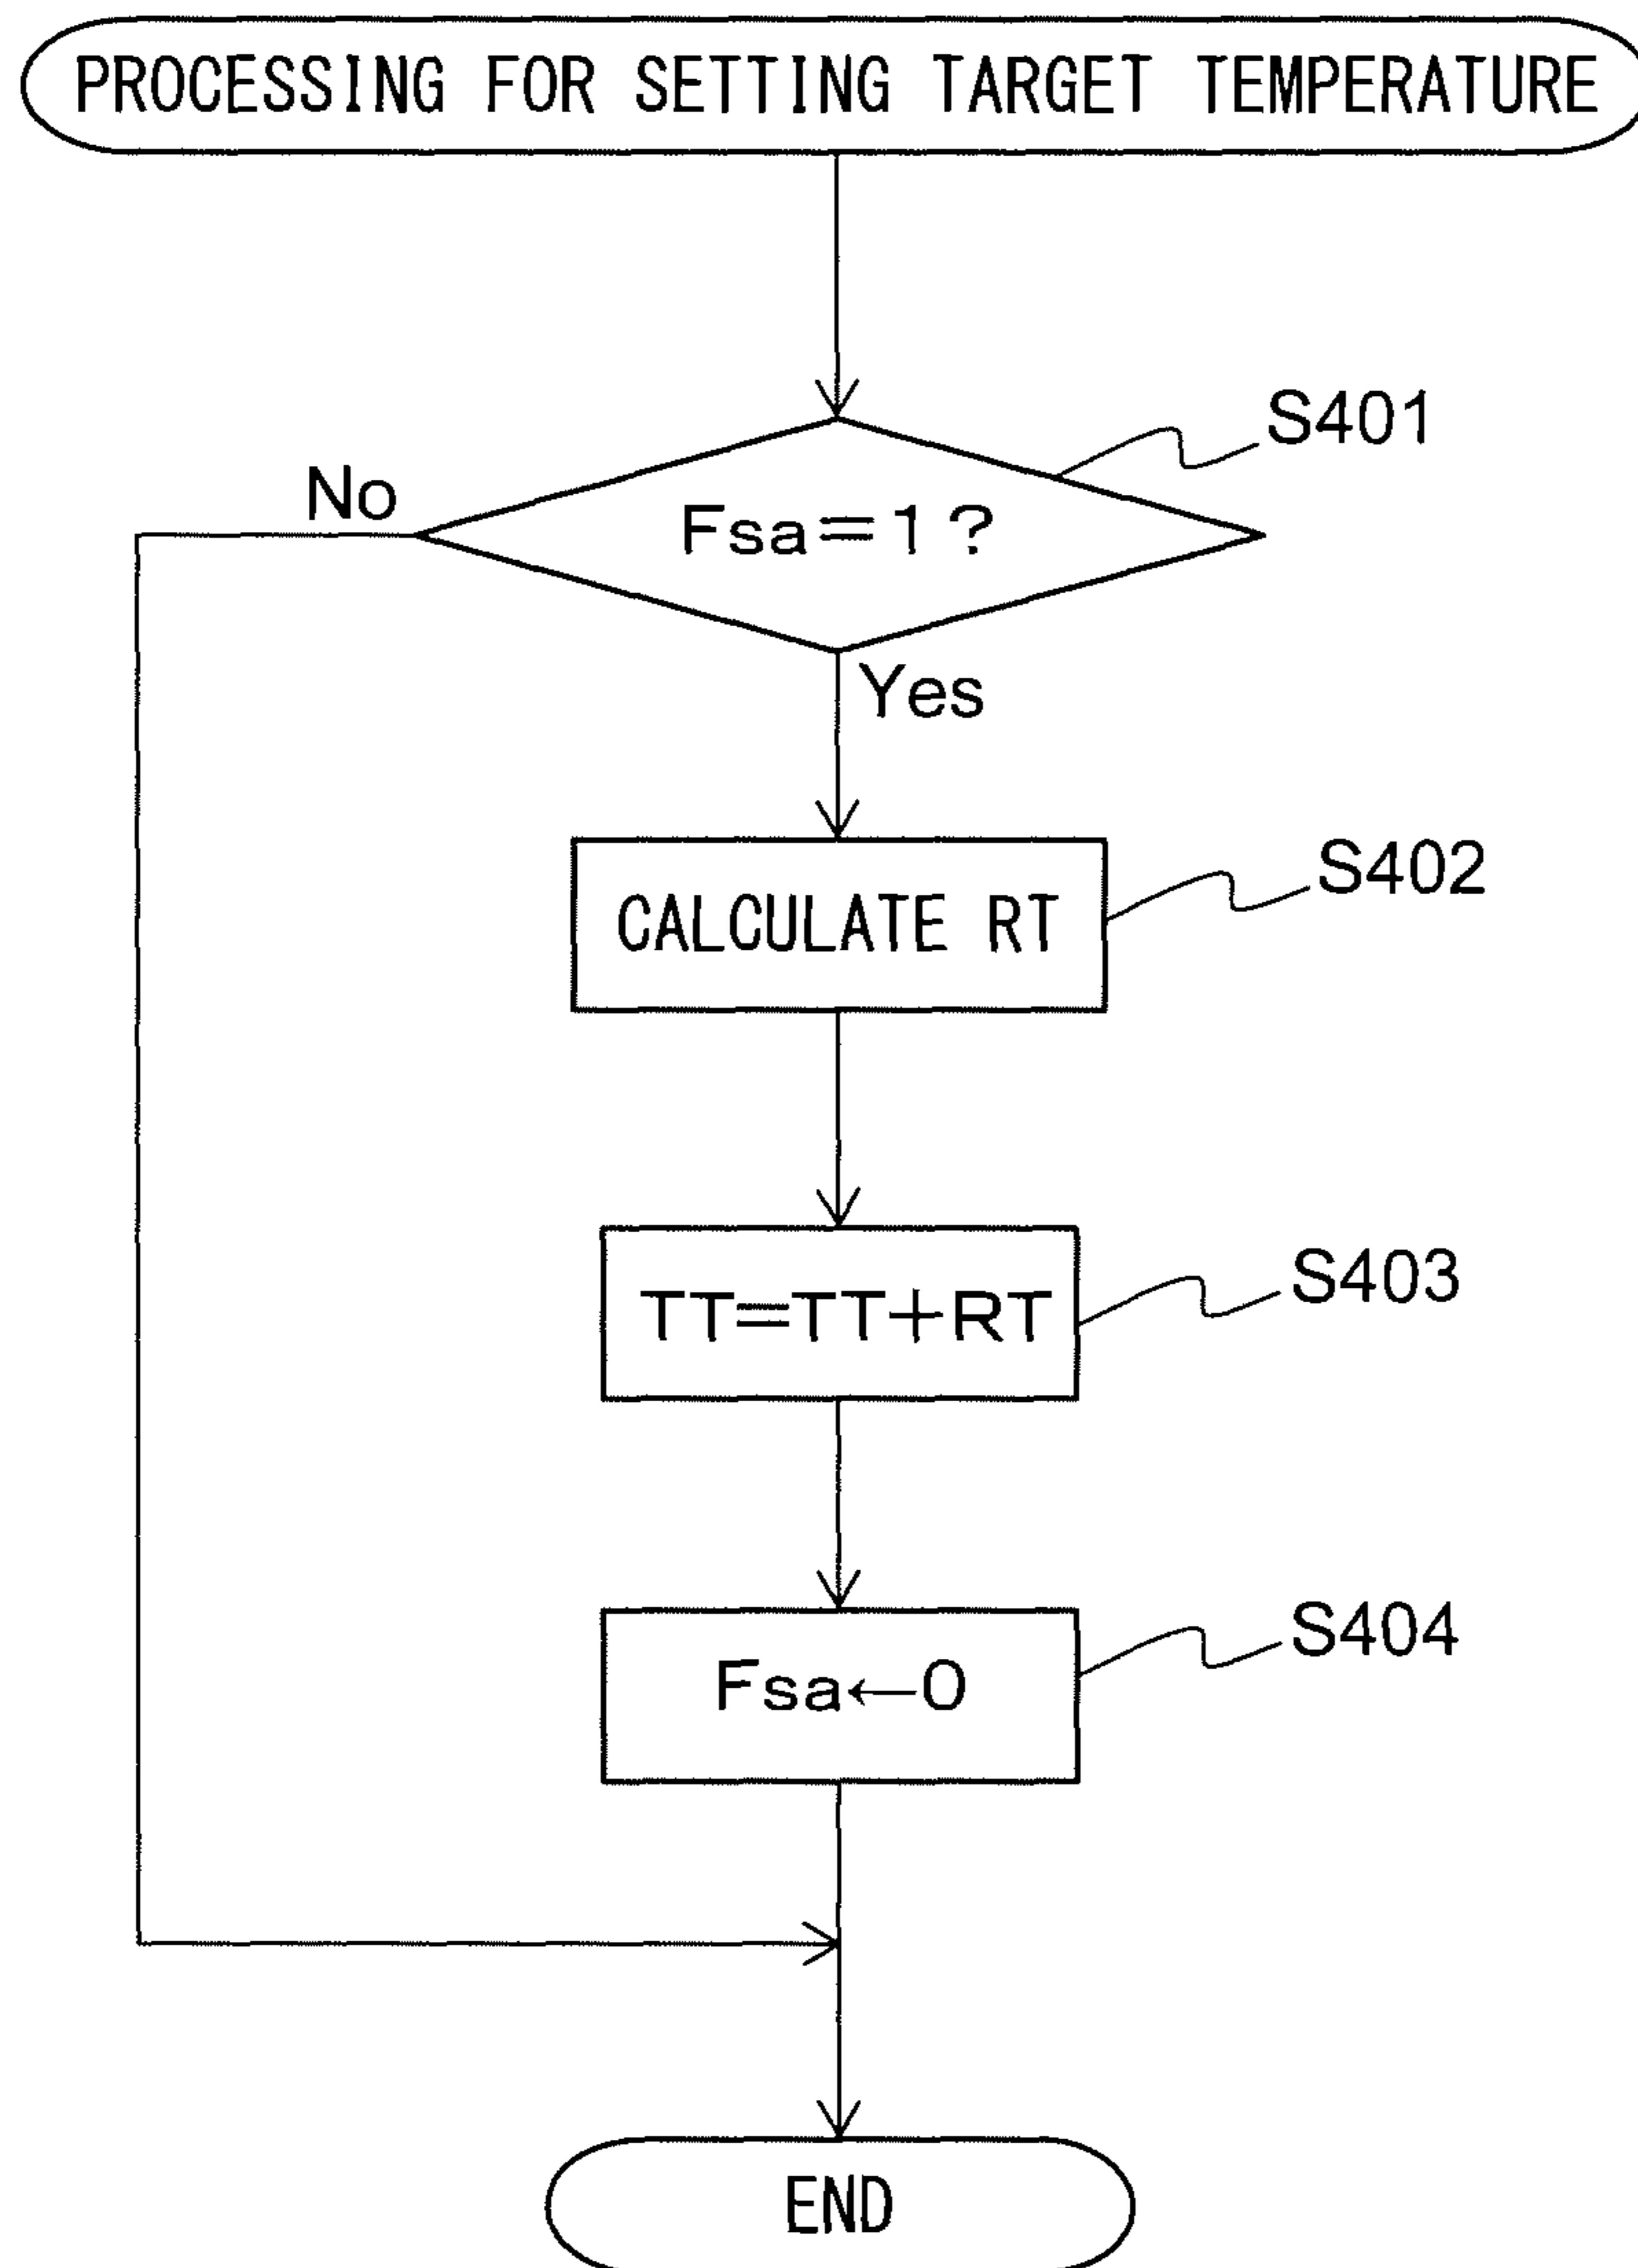 PROCESSING FOR SETTING TARGET TEMPERATURE
S401
No
Fsa=1?
Yes
S402
CALCULATE RT
S403
TT=TT+RT
S404
Fsa←0
END